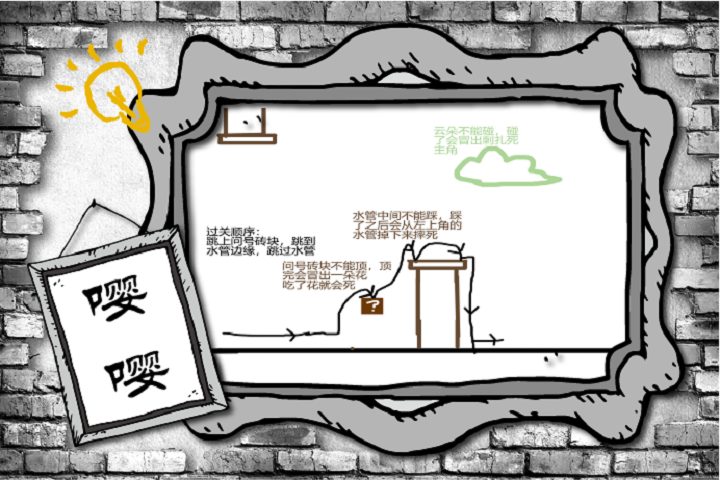 云朵不能碰，碰
了会冒出刺扎死
主角
水管中间不能踩，踩
了之后会从左上角的
水管掉下来摔死
过关顺序：
跳上问号砖块，跳到
水管边缘，跳过水管
问号砖块不能顶，顶
完会冒出一朵花
吃了花就会死
?
嘤
嘤